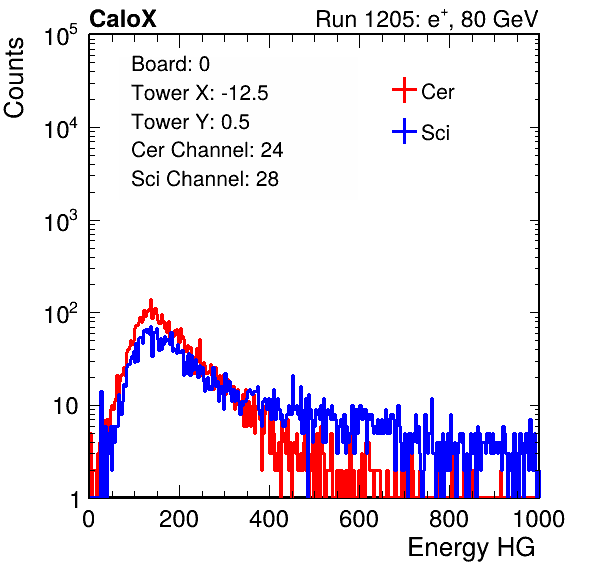 CaloX Run 1205: e⁺, 80 GeV
Counts
Board: 0
Tower X: -12.5
Tower Y: 0.5
Cer Channel: 24
Sci Channel: 28
Cer
Sci
10⁵
10⁴
10³
10²
10
1
0 200 400 600 800 1000
Energy HG